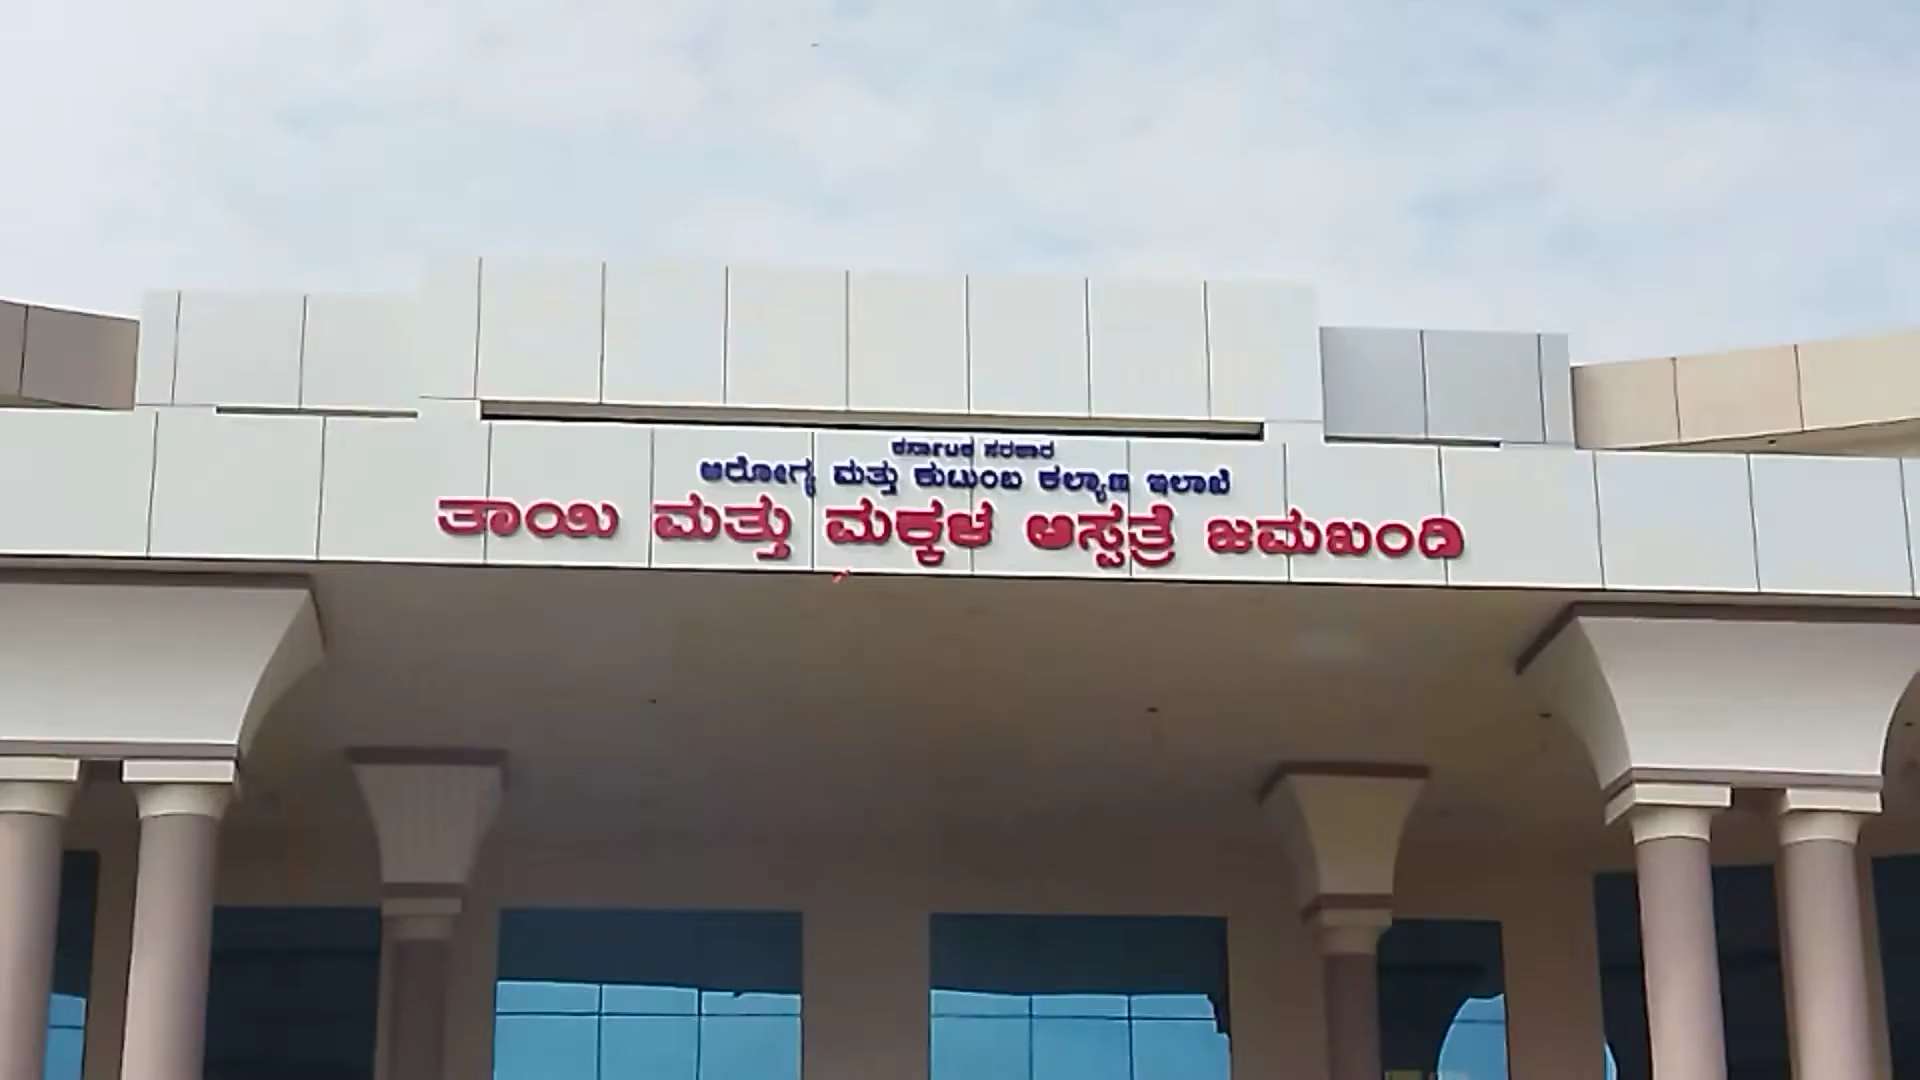 ಕರ್ನಾಟಕ ಸರಕಾರ
ಆರೋಗ್ಯ ಮತ್ತು ಕುಟುಂಬ ಕಲ್ಯಾಣ ಇಲಾಖೆ
ತಾಯಿ ಮತ್ತು ಮಕ್ಕಳ ಆಸ್ಪತ್ರೆ ಜಮಖಂಡಿ